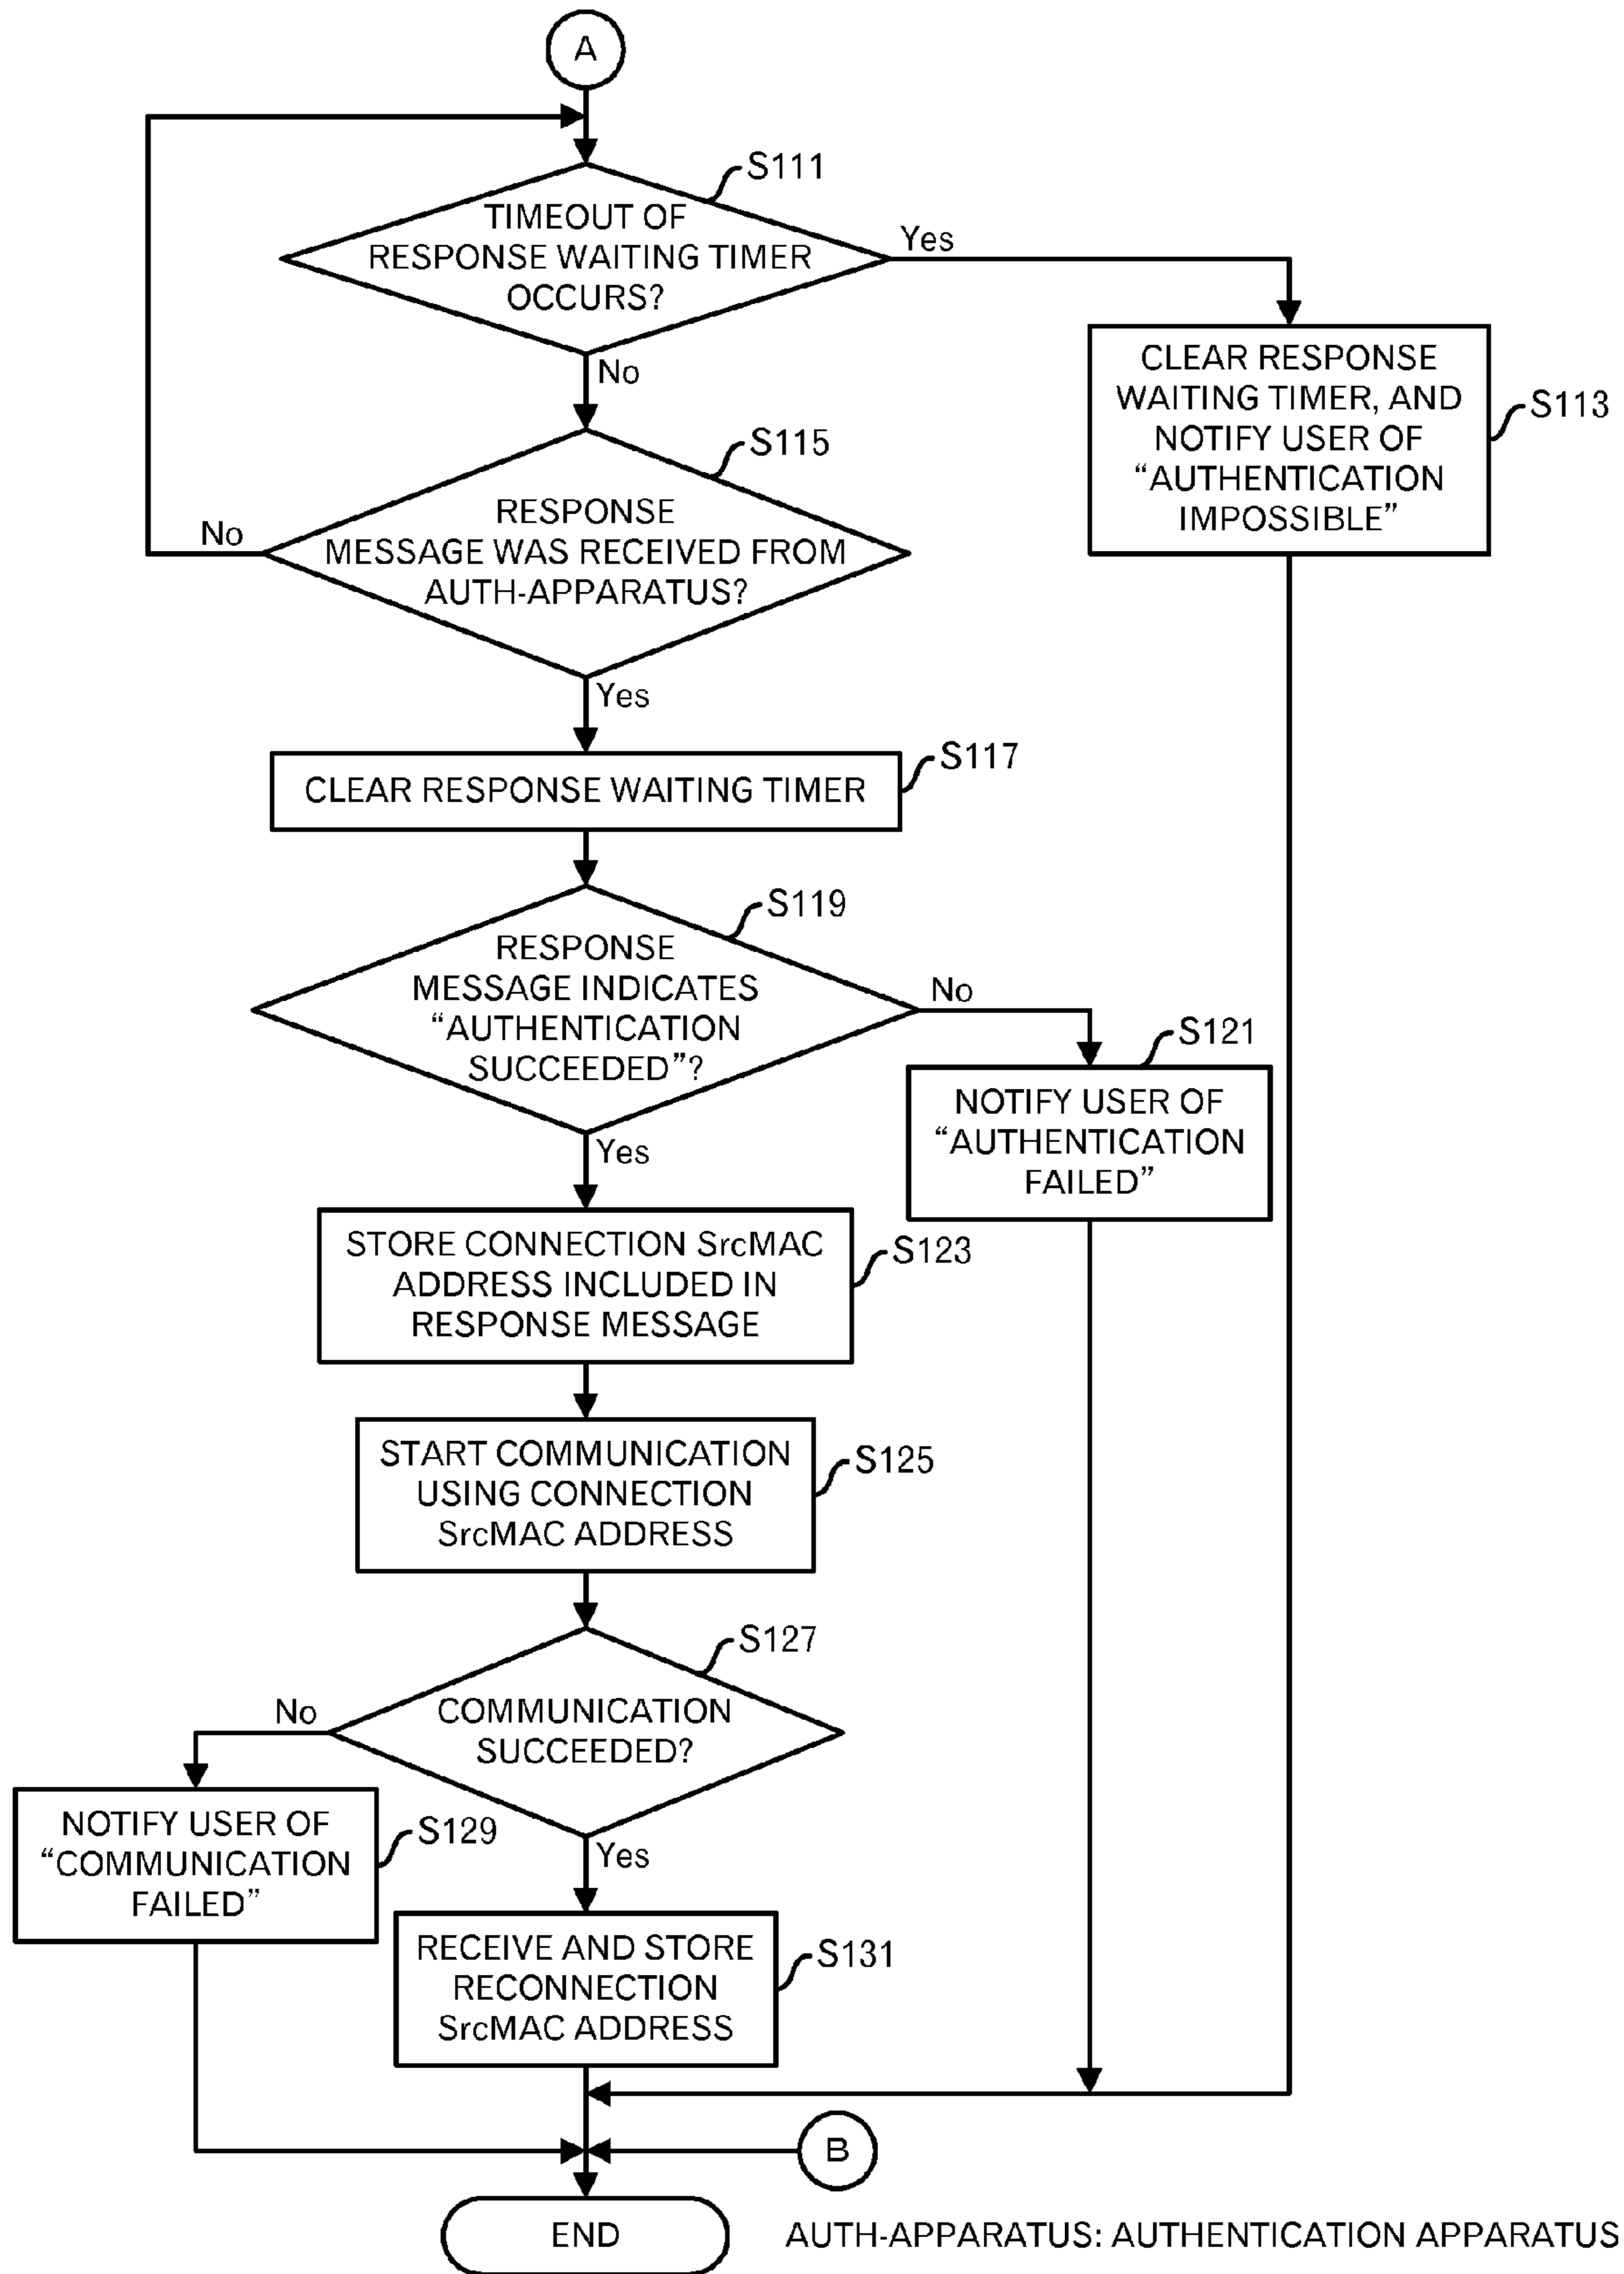 A
S111
TIMEOUT OF
RESPONSE WAITING TIMER
OCCURS?
Yes
No
CLEAR RESPONSE
WAITING TIMER, AND
NOTIFY USER OF
“AUTHENTICATION
IMPOSSIBLE”
S113
S115
RESPONSE
MESSAGE WAS RECEIVED FROM
AUTH-APPARATUS?
No
Yes
S117
CLEAR RESPONSE WAITING TIMER
S119
RESPONSE
MESSAGE INDICATES
“AUTHENTICATION
SUCCEEDED”?
No
Yes
S121
NOTIFY USER OF
“AUTHENTICATION
FAILED”
STORE CONNECTION SrcMAC
ADDRESS INCLUDED IN
RESPONSE MESSAGE
S123
START COMMUNICATION
USING CONNECTION
SrcMAC ADDRESS
S125
S127
COMMUNICATION
SUCCEEDED?
No
Yes
NOTIFY USER OF
“COMMUNICATION
FAILED”
S129
RECEIVE AND STORE
RECONNECTION
SrcMAC ADDRESS
S131
B
END
AUTH-APPARATUS: AUTHENTICATION APPARATUS